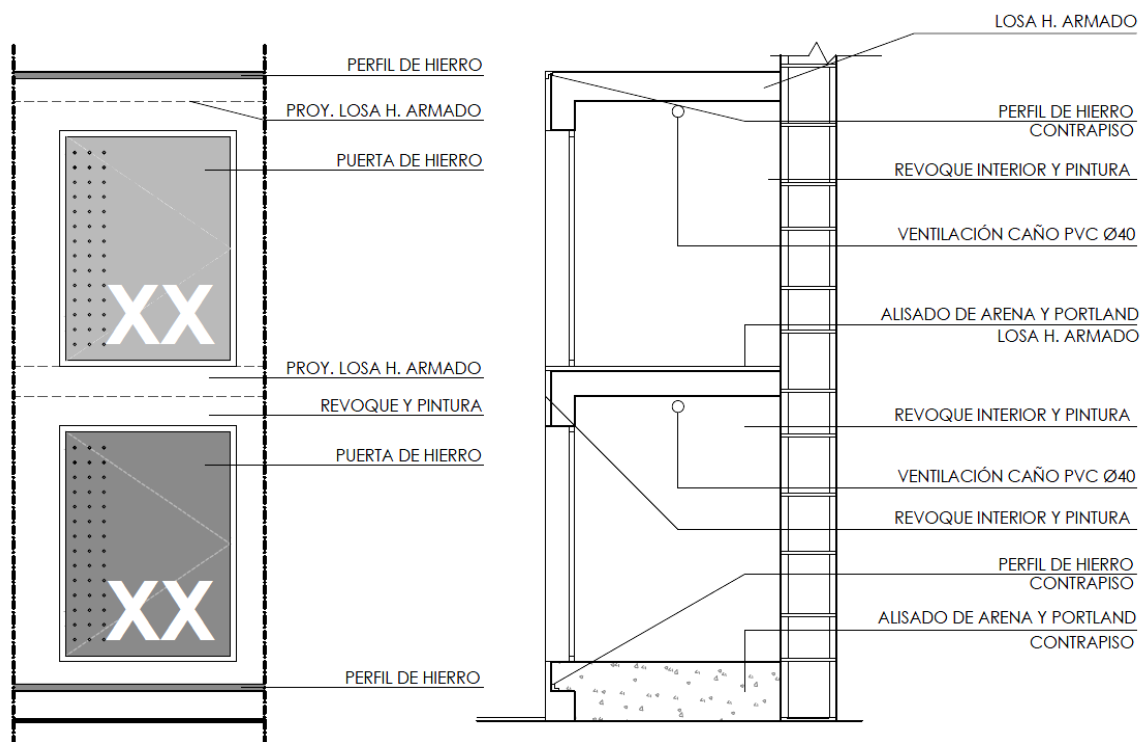 PERFIL DE HIERRO
PROY. LOSA H. ARMADO
PUERTA DE HIERRO
XX
PROY. LOSA H. ARMADO
REVOQUE Y PINTURA
PUERTA DE HIERRO
XX
PERFIL DE HIERRO
LOSA H. ARMADO
PERFIL DE HIERRO
CONTRAPISO
REVOQUE INTERIOR Y PINTURA
VENTILACIÓN CAÑO PVC Ø40
ALISADO DE ARENA Y PORTLAND
LOSA H. ARMADO
REVOQUE INTERIOR Y PINTURA
VENTILACIÓN CAÑO PVC Ø40
REVOQUE INTERIOR Y PINTURA
PERFIL DE HIERRO
CONTRAPISO
ALISADO DE ARENA Y PORTLAND
CONTRAPISO